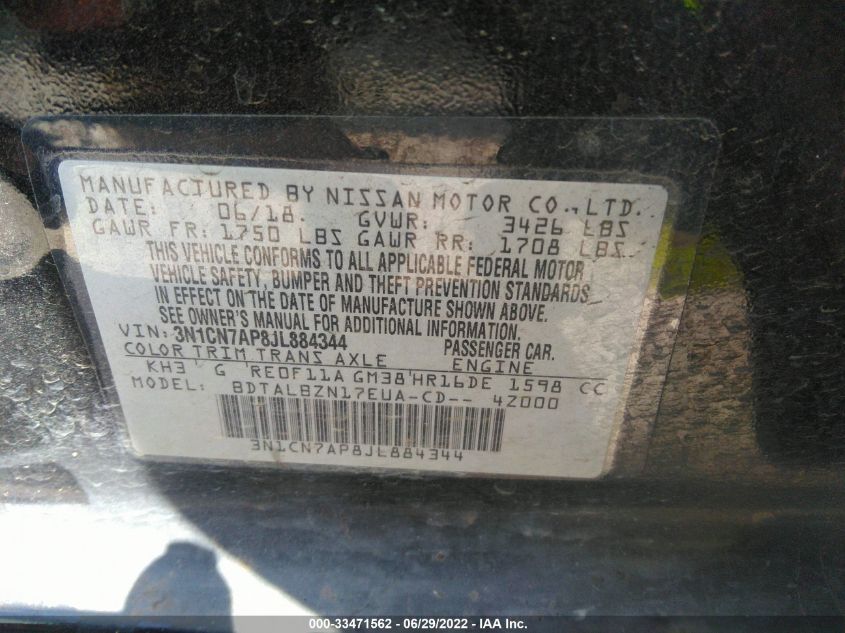 MANUFACTURED BY NISSAN MOTOR CO.,LTD.
DATE: 06/18. GVWR: 3426 LBS
GAWR FR: 1750 LBS GAWR RR: 1708 LBS.
THIS VEHICLE CONFORMS TO ALL APPLICABLE FEDERAL MOTOR
VEHICLE SAFETY, BUMPER AND THEFT PREVENTION STANDARDS
IN EFFECT ON THE DATE OF MANUFACTURE SHOWN ABOVE.
SEE OWNER'S MANUAL FOR ADDITIONAL INFORMATION.
VIN: 3N1CN7AP8JL884344 PASSENGER CAR.
COLOR TRIM TRANS AXLE ENGINE
KH3 G RE0F11A GM38 HR16DE 1598 CC
MODEL: BDTALBZN17EUA-CD-- 42000
3N1CN7AP8JL884344
000-33471562 - 06/29/2022 - IAA Inc.